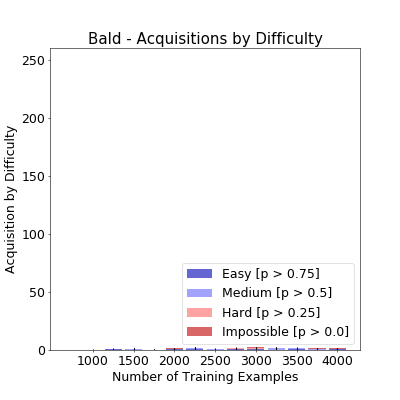 Bald - Acquisitions by Difficulty
Acquisition by Difficulty
250
200
150
100
50
0
Easy [p > 0.75]
Medium [p > 0.5]
Hard [p > 0.25]
Impossible [p > 0.0]
1000 1500 2000 2500 3000 3500 4000
Number of Training Examples